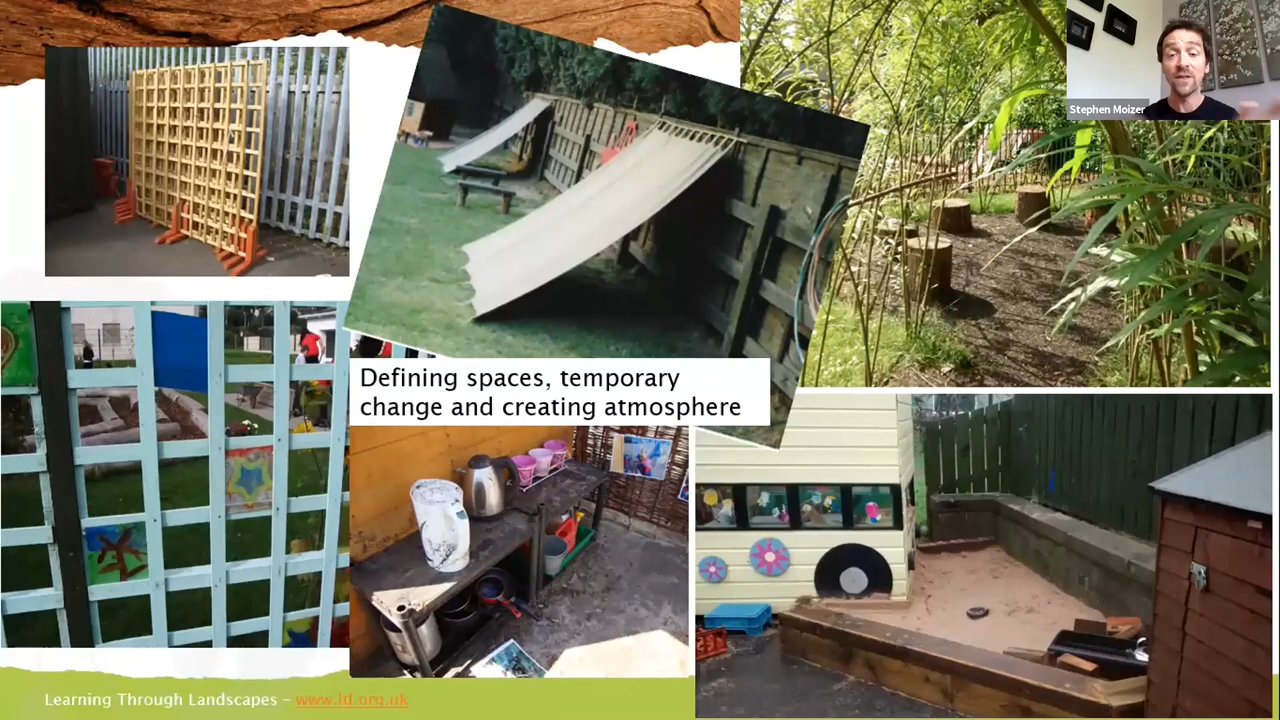 Stephen Moizer
Defining spaces, temporary
change and creating atmosphere
Learning Through Landscapes – www.ltl.org.uk